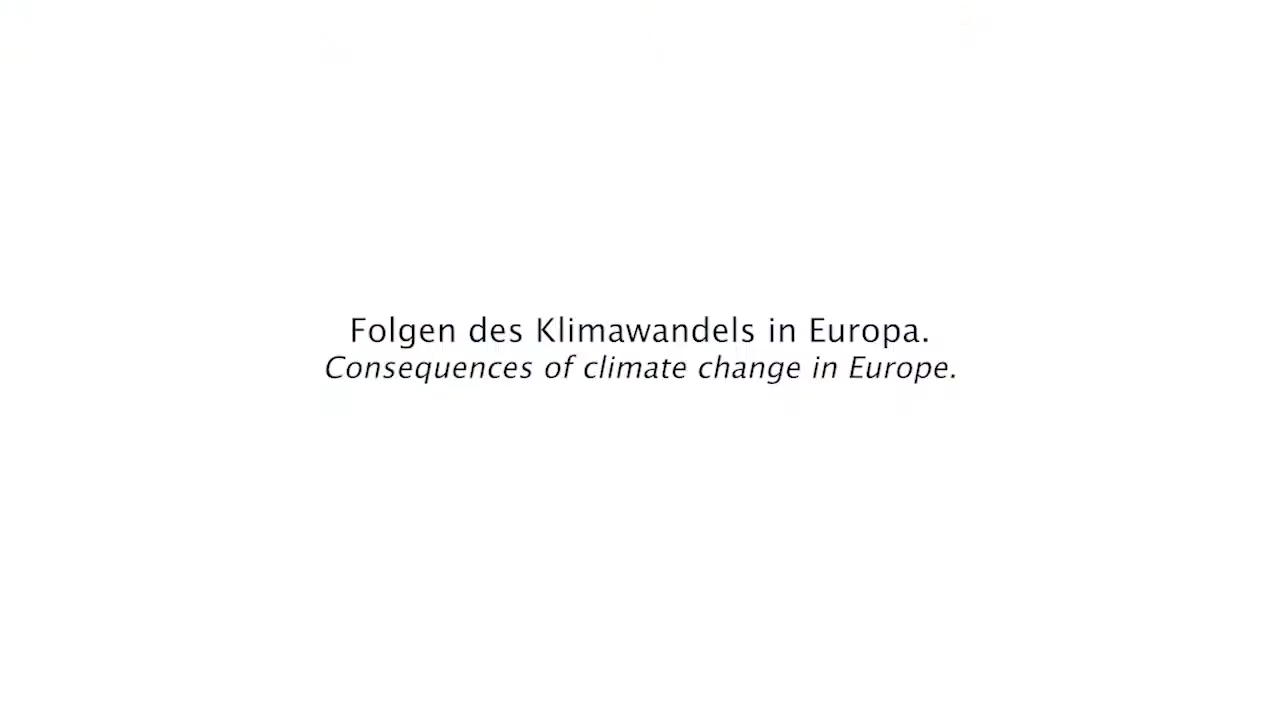 Folgen des Klimawandels in Europa.
Consequences of climate change in Europe.